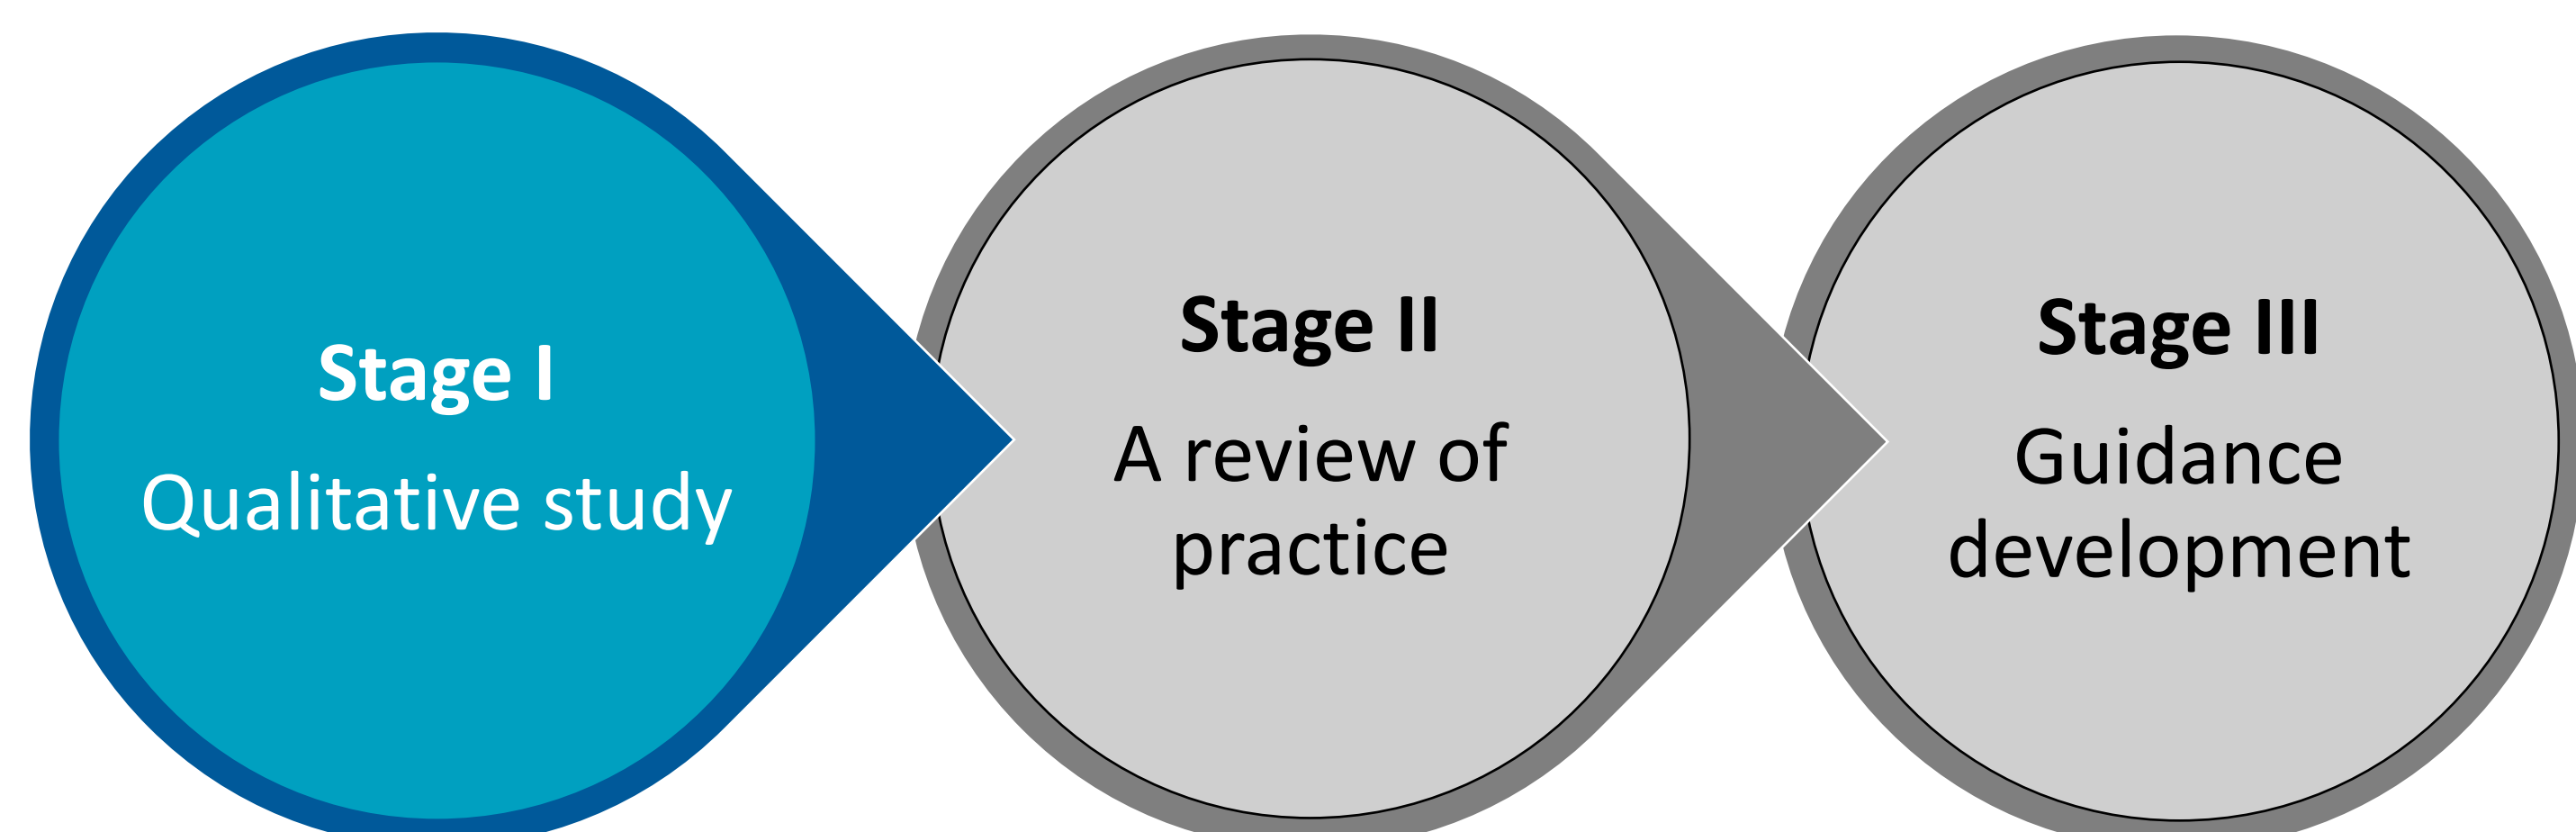 Stage I
Qualitative study
Stage II
A review of
practice
Stage III
Guidance
development